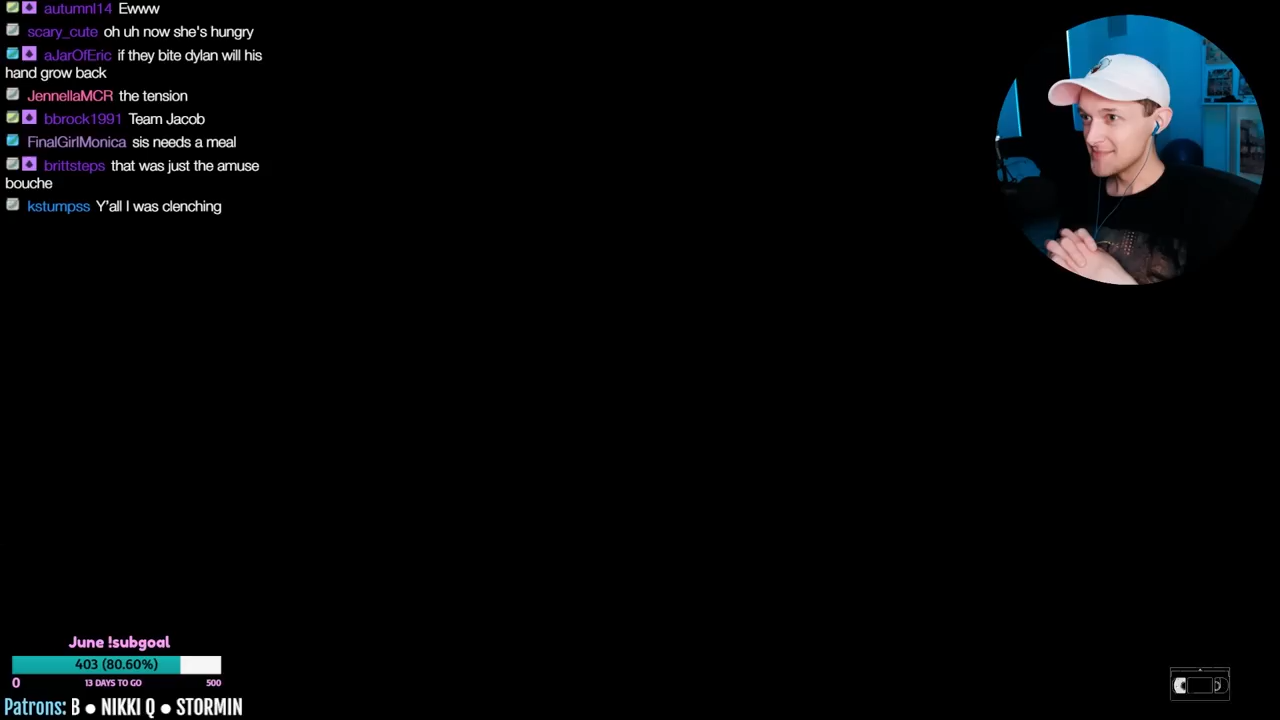 autumnl14 Ewww
scary_cute oh uh now she's hungry
aJarOfEric if they bite dylan will his
hand grow back
JennellaMCR the tension
bbrock1991 Team Jacob
FinalGirlMonica sis needs a meal
brittsteps that was just the amuse
bouche
kstumpss Y'all I was clenching
June !subgoal
403 (80.60%)
0 13 DAYS TO GO 500
Patrons: B ● NIKKI Q ● STORMIN